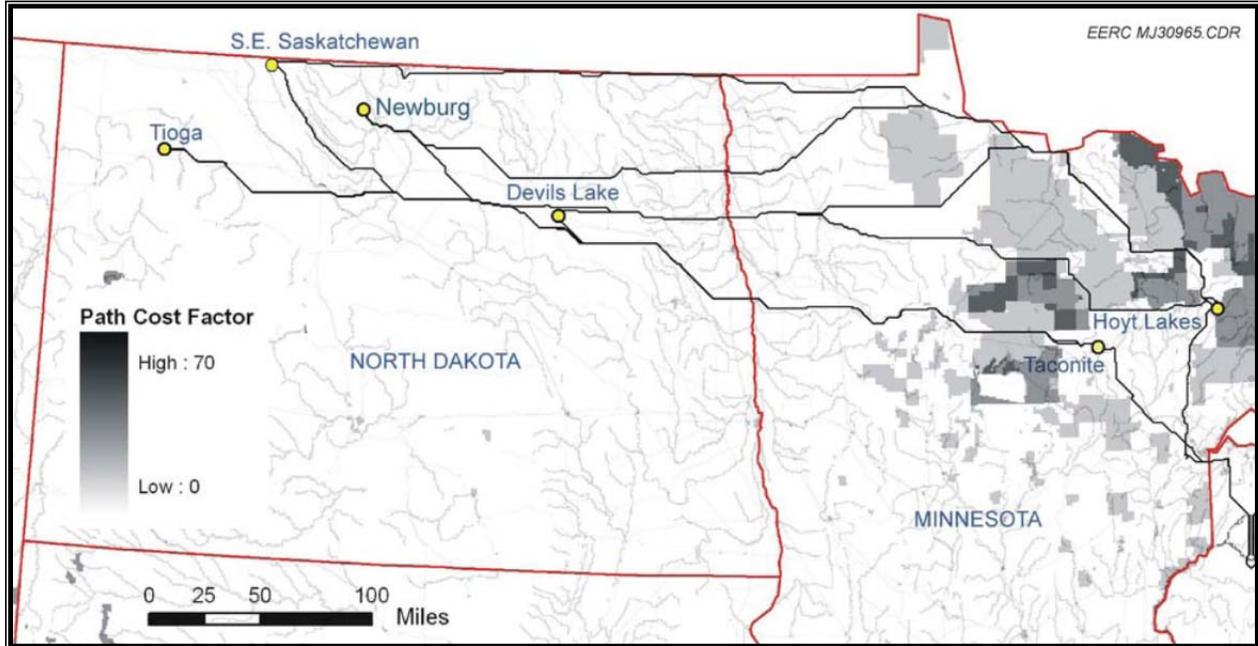 EERC MJ30965.CDR
S.E. Saskatchewan
Newburg
Tioga
Devils Lake
Path Cost Factor
High : 70
Low : 0
NORTH DAKOTA
Hoyt Lakes
Taconite
MINNESOTA
0 25 50 100
Miles